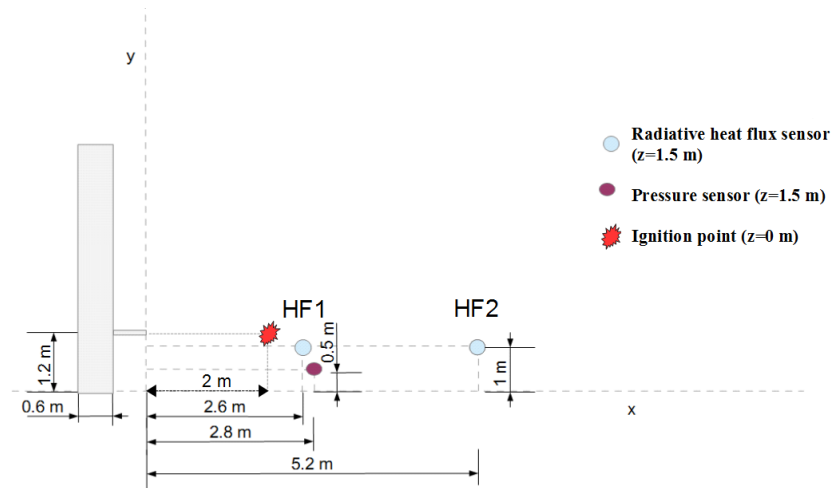 y
Radiative heat flux sensor
(z=1.5 m)
Pressure sensor (z=1.5 m)
Ignition point (z=0 m)
HF1
HF2
1.2 m
0.5 m
1 m
2 m
0.6 m
2.6 m
x
2.8 m
5.2 m